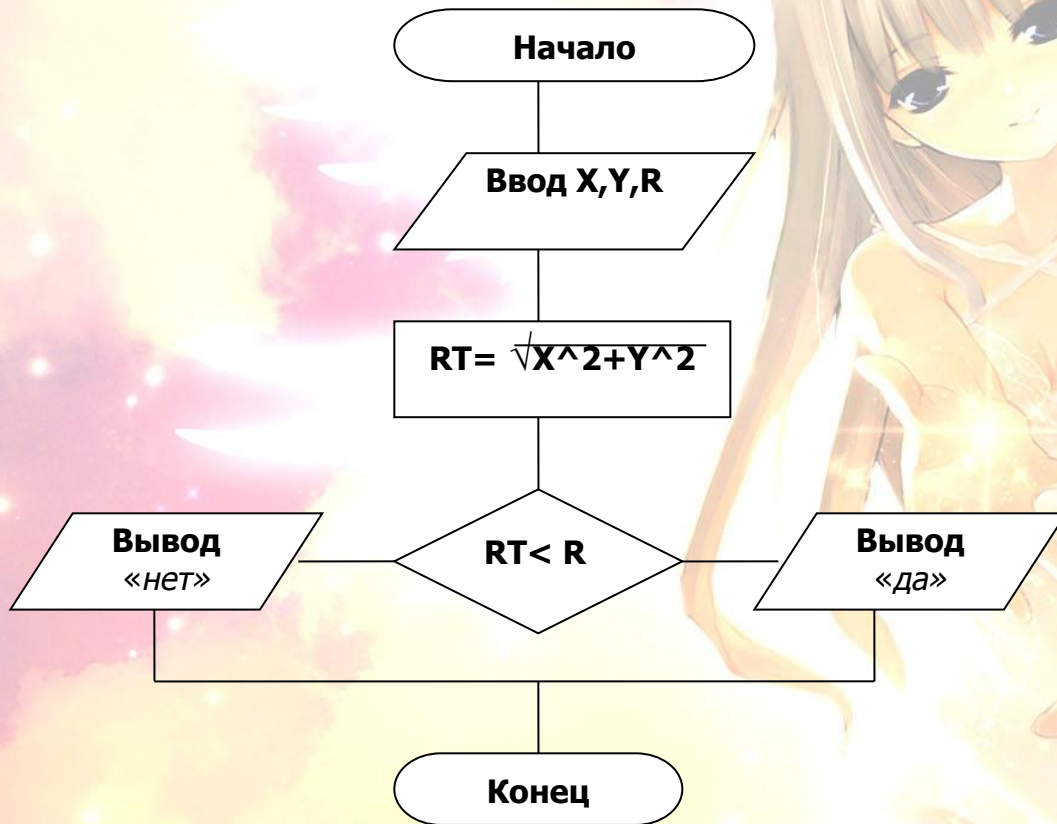 Начало
Ввод X,Y,R
RT= √X^2+Y^2
RT< R
Вывод
«нет»
Вывод
«да»
Конец